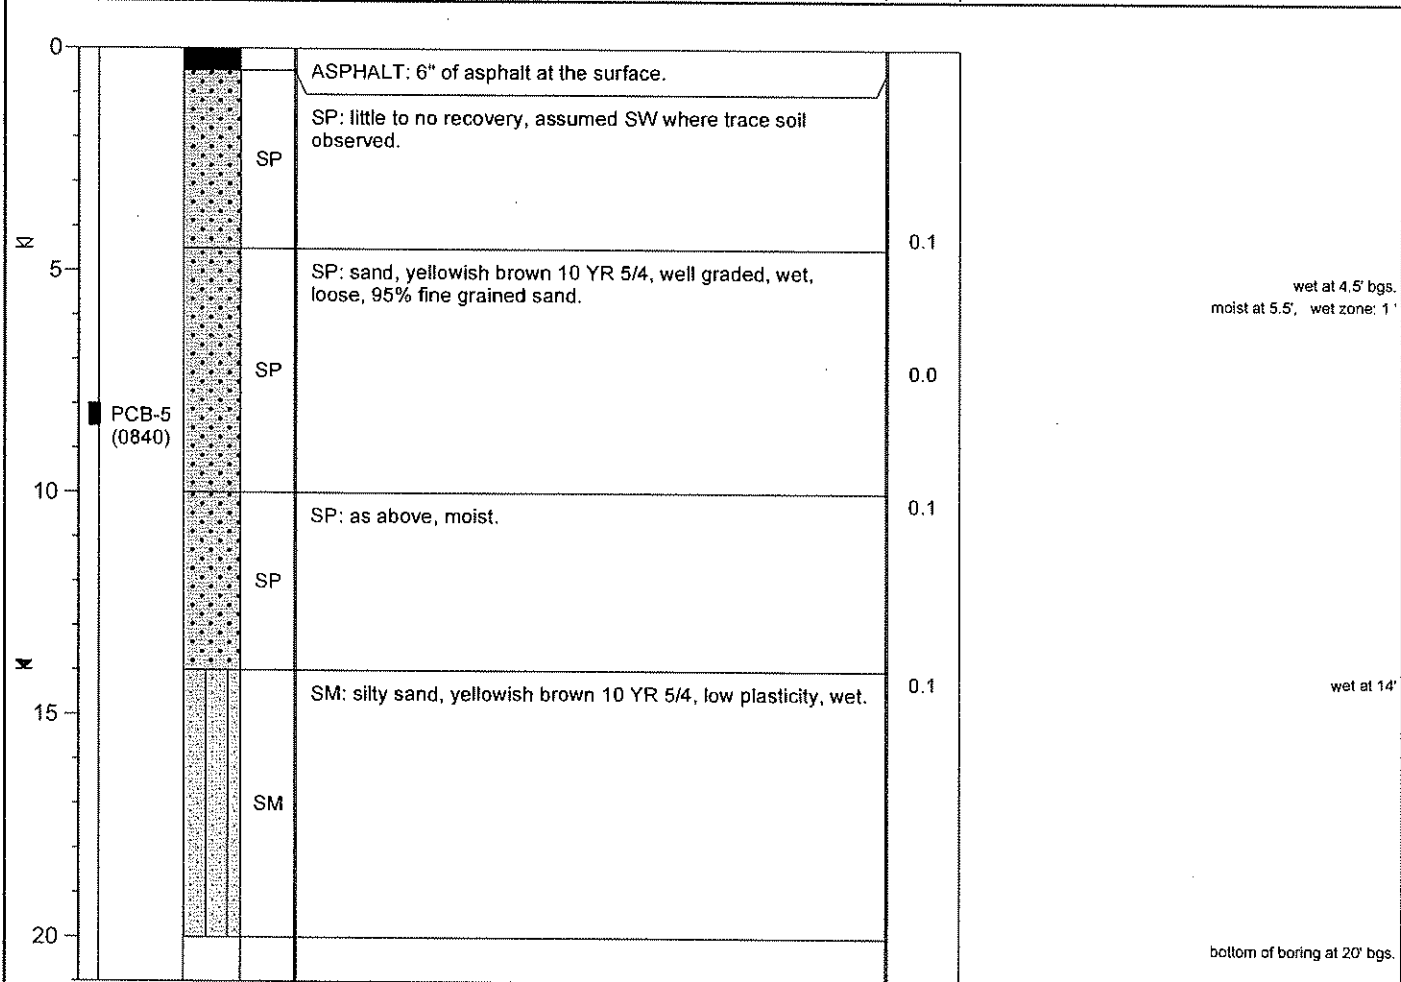 0
ASPHALT: 6" of asphalt at the surface.
SP: little to no recovery, assumed SW where trace soil
observed.
SP
0.1
5
SP: sand, yellowish brown 10 YR 5/4, well graded, wet,
loose, 95% fine grained sand.
wet at 4.5' bgs.
moist at 5.5', wet zone: 1 '
SP
0.0
PCB-5
(0840)
10
SP: as above, moist.
0.1
SP
SM: silty sand, yellowish brown 10 YR 5/4, low plasticity, wet.
0.1
wet at 14'
15
SM
20
bottom of boring at 20' bgs.